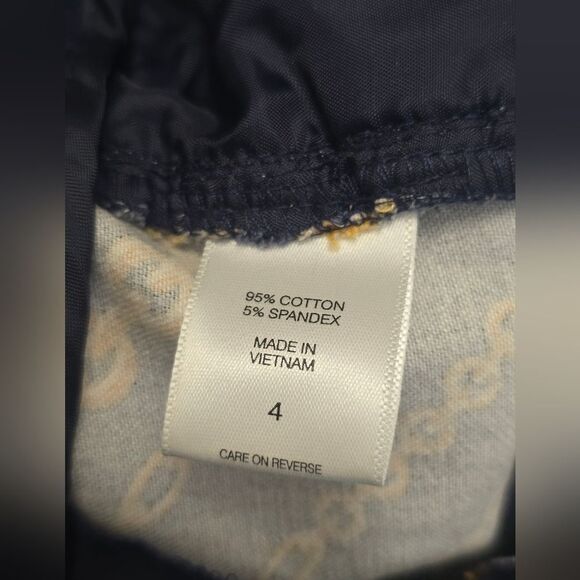 95% COTTON
5% SPANDEX
MADE IN
VIETNAM
4
CARE ON REVERSE